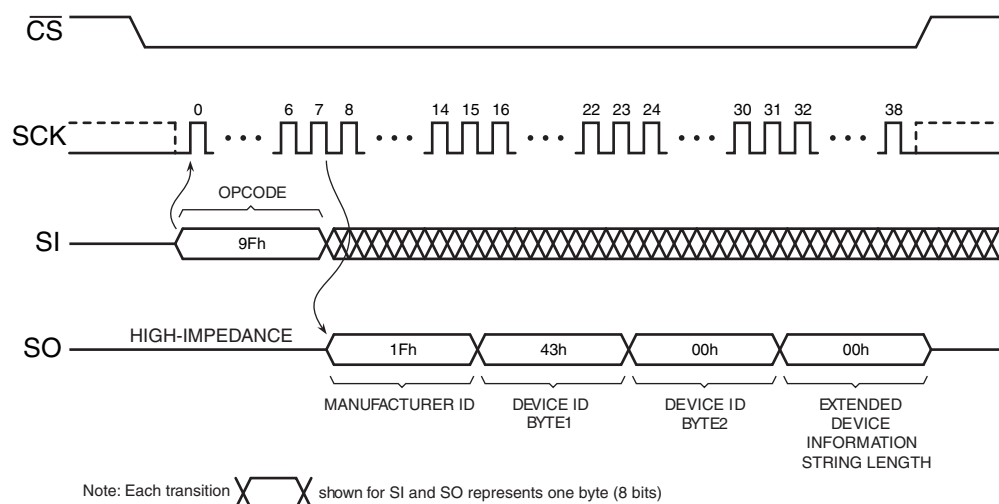 CS
0 6 7 8 14 15 16 22 23 24 30 31 32 38
SCK
OPCODE
SI 9Fh
HIGH-IMPEDANCE
SO 1Fh 43h 00h 00h
MANUFACTURER ID DEVICE ID DEVICE ID EXTENDED
BYTE1 BYTE2 DEVICE
INFORMATION
STRING LENGTH
Note: Each transition shown for SI and SO represents one byte (8 bits)